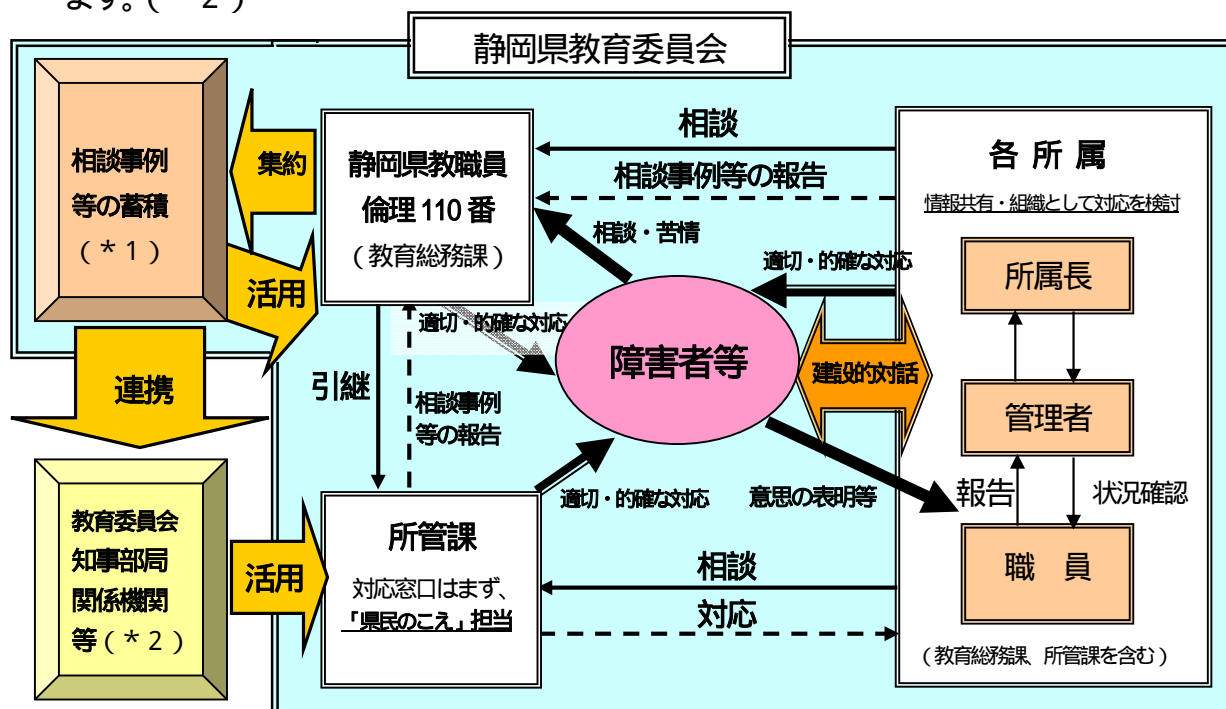 ます。(＊２)
静岡県教育委員会
相談事例
等の蓄積
(＊１)
集約
活用
連携
教育委員会
知事部局
関係機関
等(＊２)
活用
静岡県教職員
倫理 110 番
(教育総務課)
相談
相談事例等の報告
相談・苦情
適切・的確な対応
適切・的確な対応
障害者等
建設的対話
引継
相談事例
等の報告
適切・的確な対応
意思の表明等
所管課
対応窓口はまず、
「県民のこえ」担当
相談
対応
各 所 属
情報共有・組織として対応を検討
所属長
管理者
報告
状況確認
職　員
(教育総務課、所管課を含む)